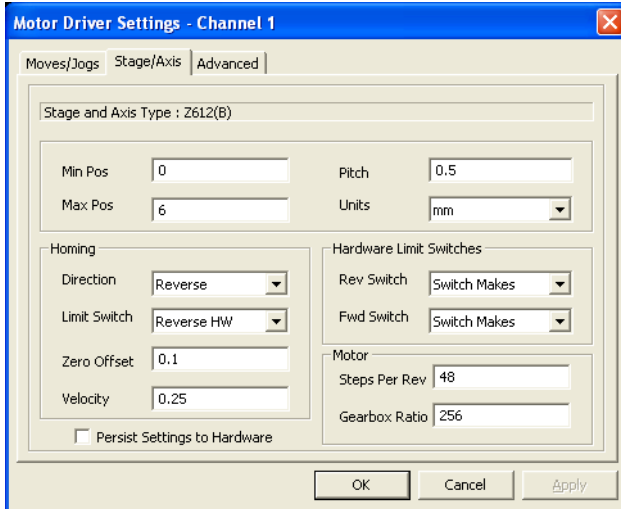 Motor Driver Settings - Channel 1
Moves/Jogs Stage/Axis Advanced
Stage and Axis Type : Z612(B)
Min Pos 0 Pitch 0.5
Max Pos 6 Units mm
Homing Hardware Limit Switches
Direction Reverse Rev Switch Switch Makes
Limit Switch Reverse HW Fwd Switch Switch Makes
Zero Offset 0.1 Motor
Steps Per Rev 48
Velocity 0.25 Gearbox Ratio 256
Persist Settings to Hardware
OK Cancel Apply